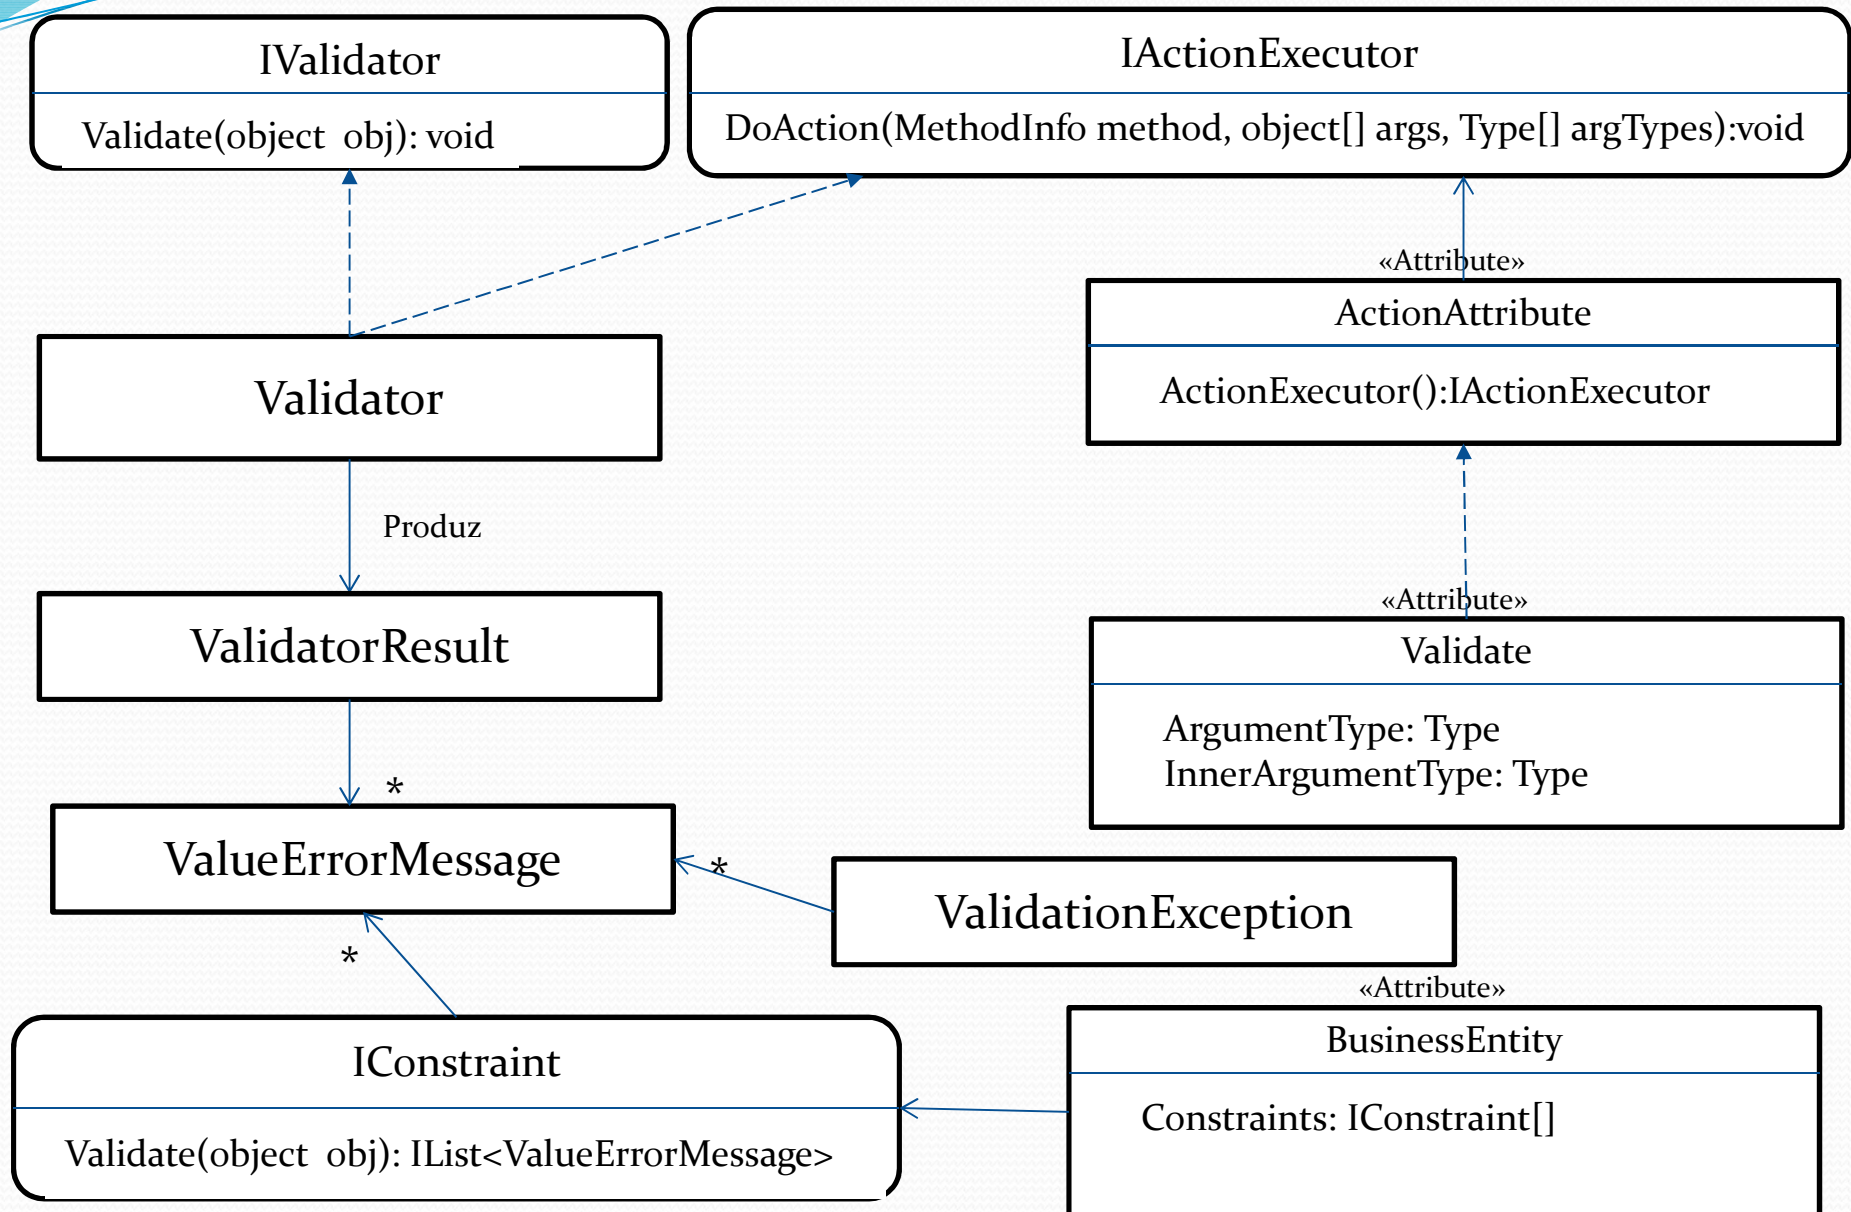 IValidator
Validate(object obj): void
IActionExecutor
DoAction(MethodInfo method, object[] args, Type[] argTypes):void
«Attribute»
ActionAttribute
ActionExecutor():IActionExecutor
Validator
Produz
ValidatorResult
«Attribute»
Validate
ArgumentType: Type
InnerArgumentType: Type
*
ValueErrorMessage
*
ValidationException
*
IConstraint
Validate(object obj): IList<ValueErrorMessage>
«Attribute»
BusinessEntity
Constraints: IConstraint[]